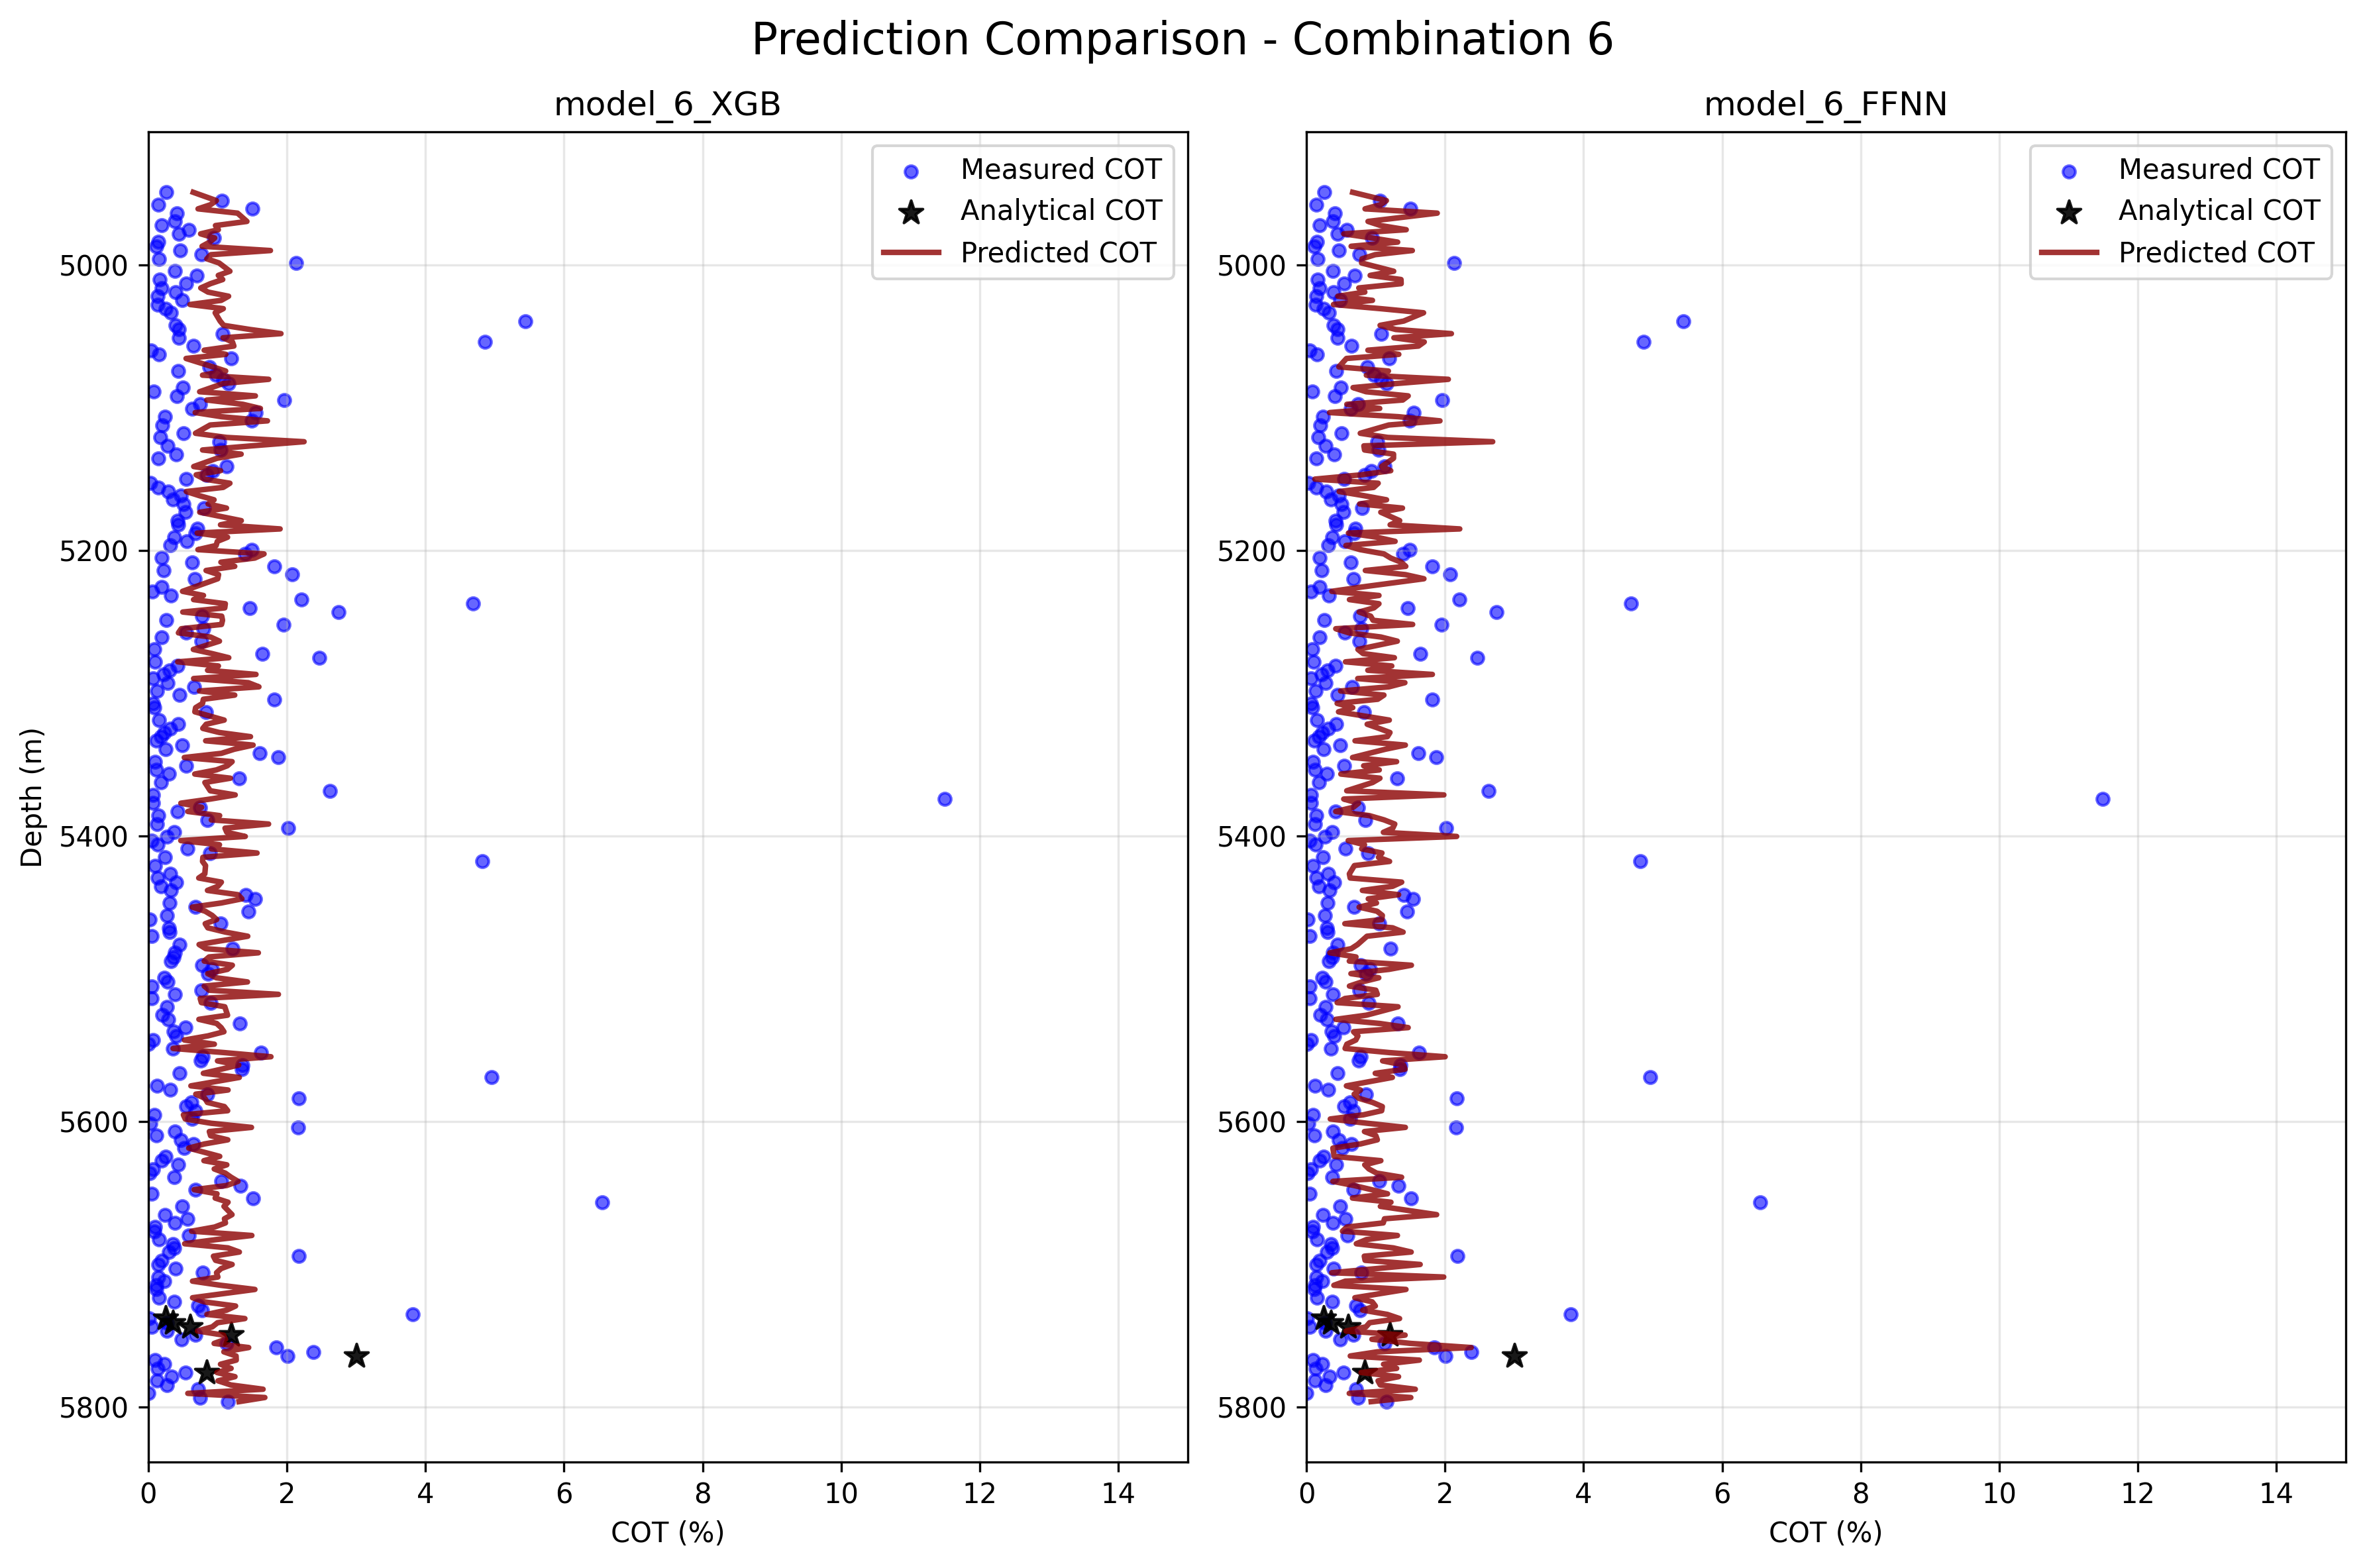 Prediction Comparison - Combination 6
model_6_XGB
Measured COT
Analytical COT
Predicted COT
Depth (m)
5000
5200
5400
5600
5800
0 2 4 6 8 10 12 14
COT (%)
model_6_FFNN
Measured COT
Analytical COT
Predicted COT
5000
5200
5400
5600
5800
0 2 4 6 8 10 12 14
COT (%)